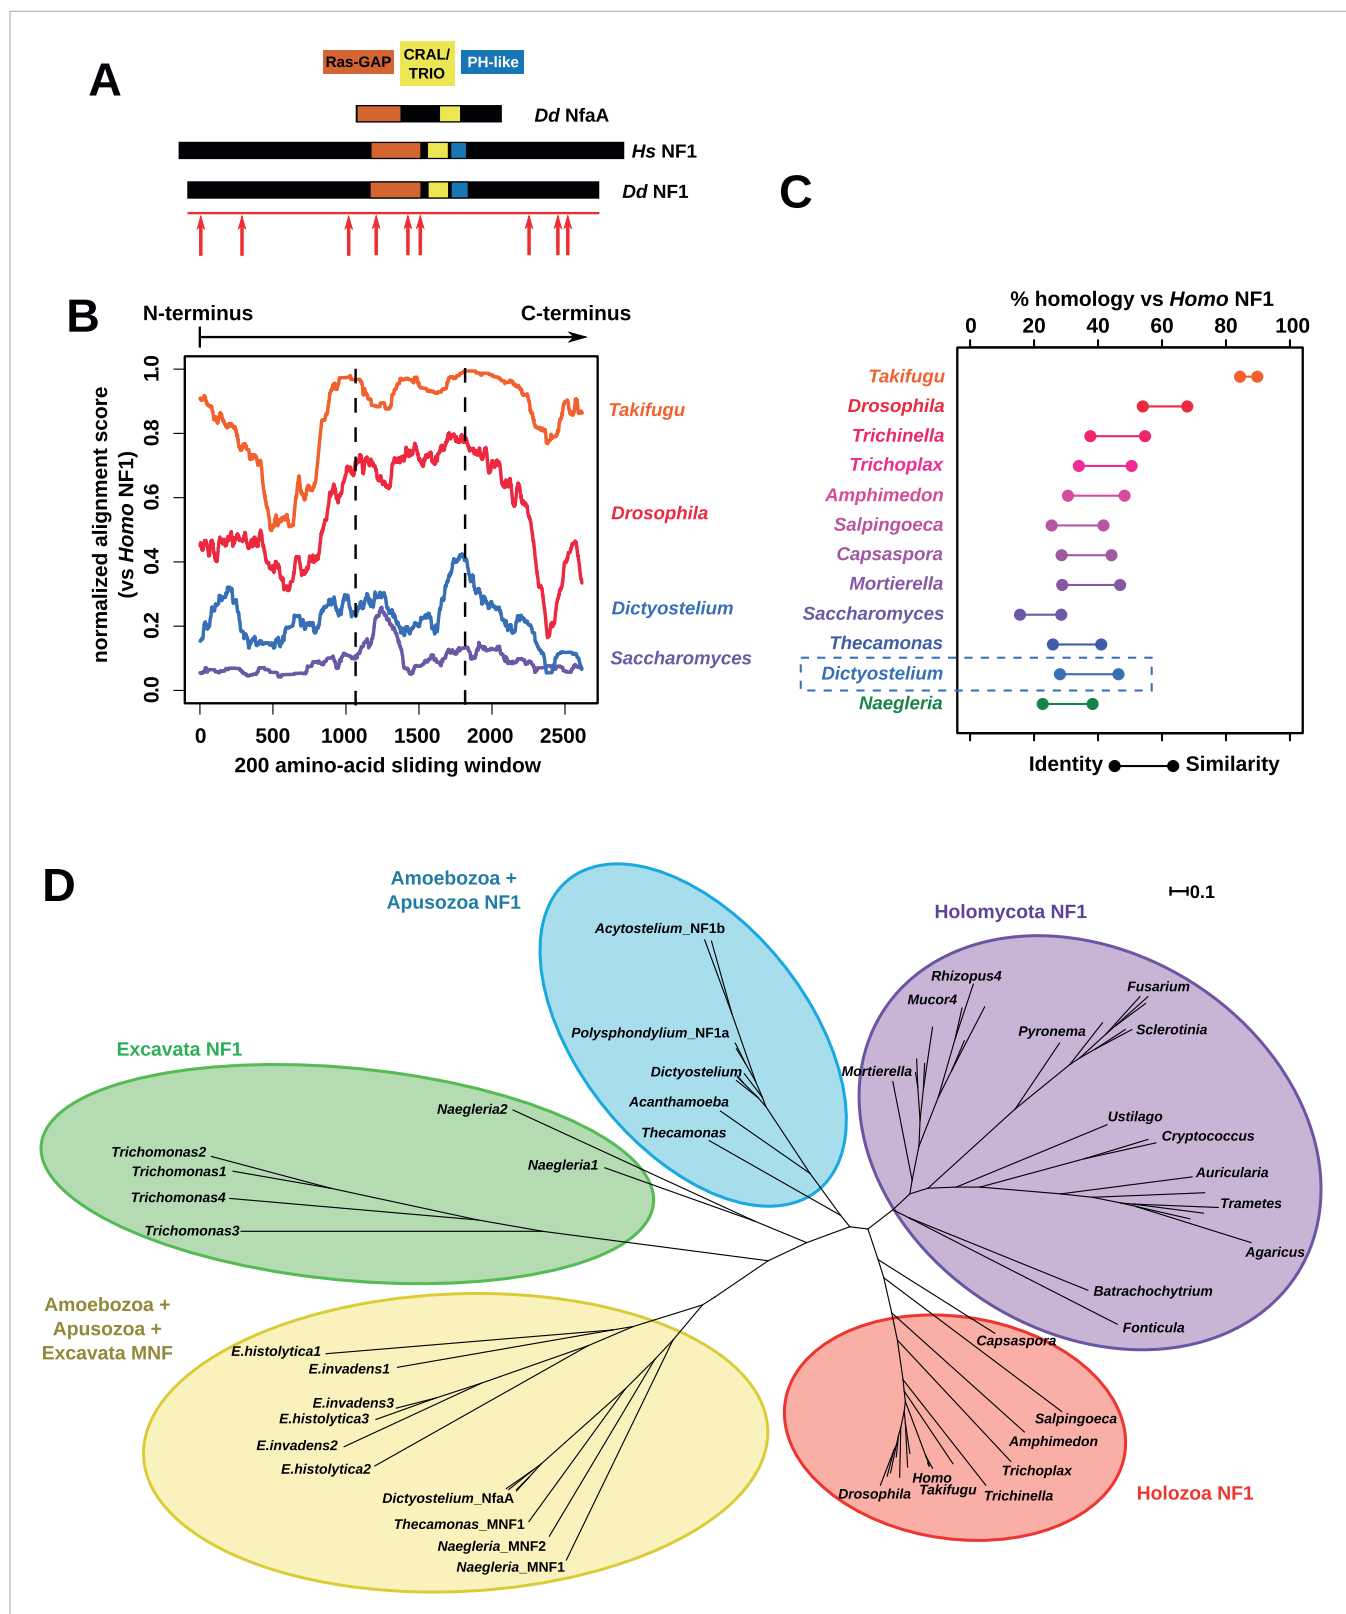 A
Ras-GAP
CRAL/
TRIO
PH-like
Dd NfaA
Hs NF1
Dd NF1
B
N-terminus
C-terminus
normalized alignment score
(vs Homo NF1)
1.0
0.8
0.6
0.4
0.2
0.0
Takifugu
Drosophila
Dictyostelium
Saccharomyces
0
500
1000
1500
2000
2500
200 amino-acid sliding window
C
% homology vs Homo NF1
0
20
40
60
80
100
Takifugu
Drosophila
Trichinella
Trichoplax
Amphimedon
Salpingoeca
Capsaspora
Mortierella
Saccharomyces
Thecamonas
Dictyostelium
Naegleria
Identity
Similarity
D
Amoebozoa +
Apusozoa NF1
0.1
Holomycota NF1
Acytostelium_NF1b
Polysphondylium_NF1a
Dictyostelium
Acanthamoeba
Thecamonas
Rhizopus4
Mucor4
Mortierella
Pyronema
Fusarium
Sclerotinia
Ustilago
Cryptococcus
Auricularia
Trametes
Agaricus
Batrachochytrium
Fonticula
Excavata NF1
Naegleria2
Naegleria1
Trichomonas2
Trichomonas1
Trichomonas4
Trichomonas3
Amoebozoa +
Apusozoa +
Excavata MNF
E.histolytica1
E.invadens1
E.invadens3
E.histolytica3
E.invadens2
E.histolytica2
Dictyostelium_NfaA
Thecamonas_MNF1
Naegleria_MNF2
Naegleria_MNF1
Capsaspora
Salpingoeca
Amphimedon
Trichoplax
Homo
Takifugu
Drosophila
Trichinella
Holozoa NF1